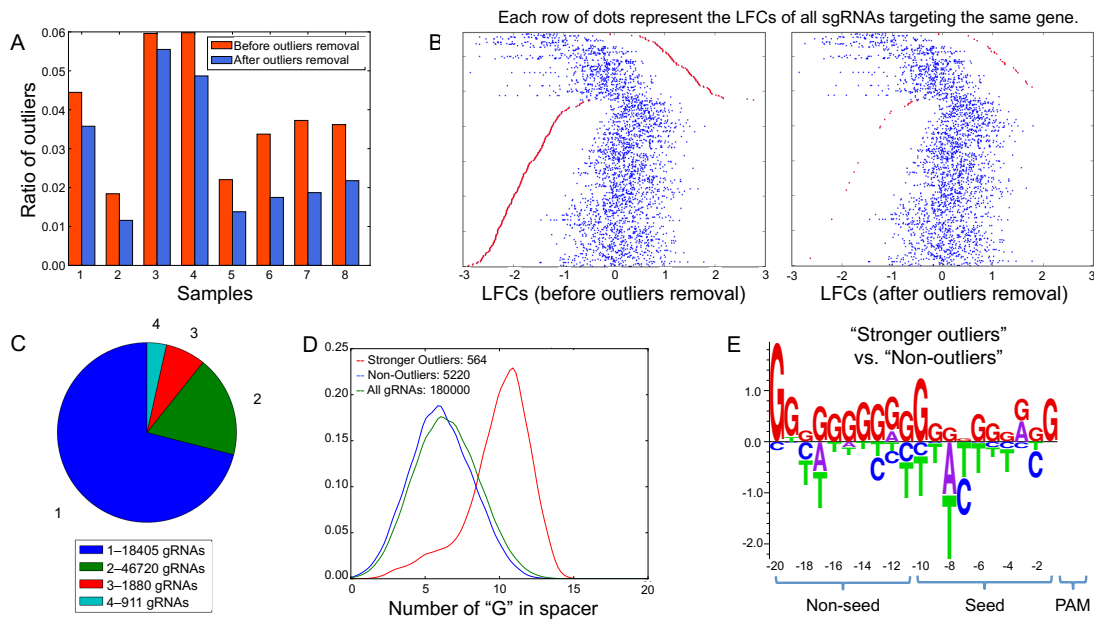 Each row of dots represent the LFCs of all sgRNAs targeting the same gene.
A
0.06
0.05
0.04
0.03
0.02
0.01
0.00
Ratio of outliers
Before outliers removal
After outliers removal
1 2 3 4 5 6 7 8
Samples
B
−3 −2 −1 0 1 2 3
LFCs (before outliers removal)
−3 −2 −1 0 1 2 3
LFCs (after outliers removal)
C
4
3
2
1
1–18405 gRNAs
2–46720 gRNAs
3–1880 gRNAs
4–911 gRNAs
D
0.25
0.20
0.15
0.10
0.05
0.00
Stronger Outliers: 564
Non-Outliers: 5220
All gRNAs: 180000
0 5 10 15 20
Number of “G” in spacer
E
“Stronger outliers”
vs. “Non-outliers”
1.0
0.0
-1.0
-2.0
-20 -18 -16 -14 -12 -10 -8 -6 -4 -2
Non-seed Seed PAM